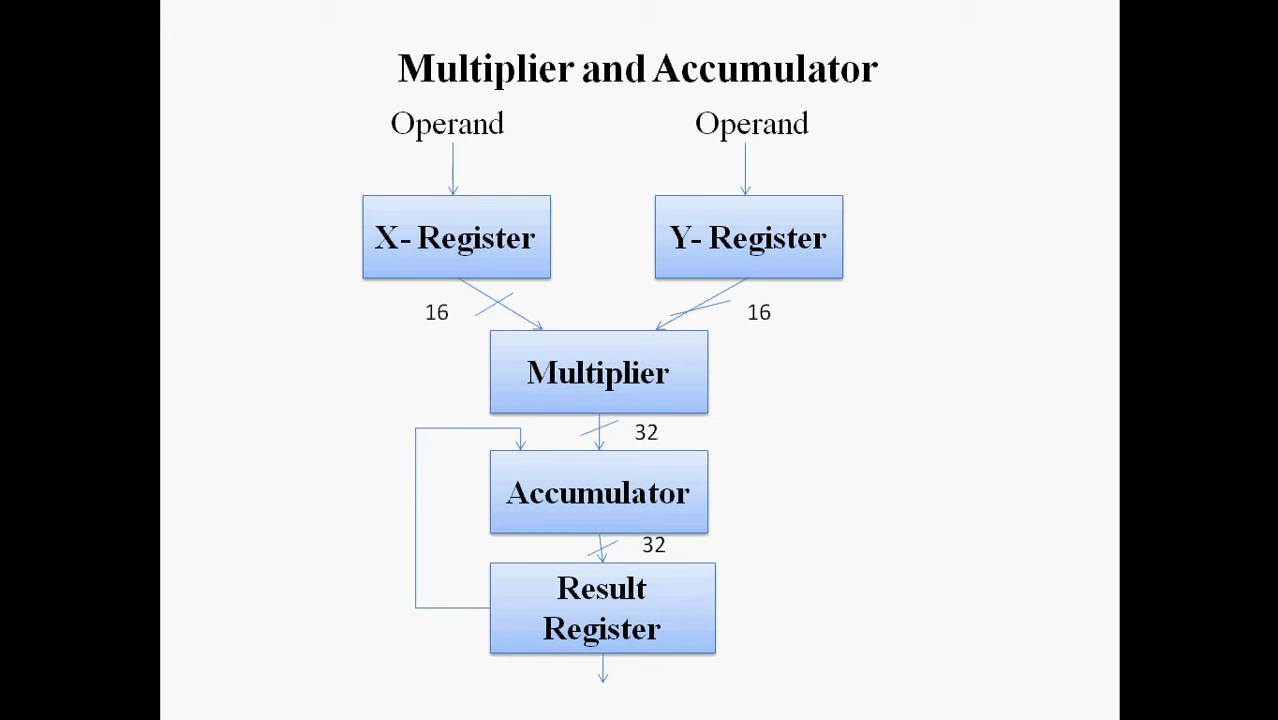 Multiplier and Accumulator
Operand
Operand
X- Register
Y- Register
16
16
Multiplier
32
Accumulator
32
Result
Register